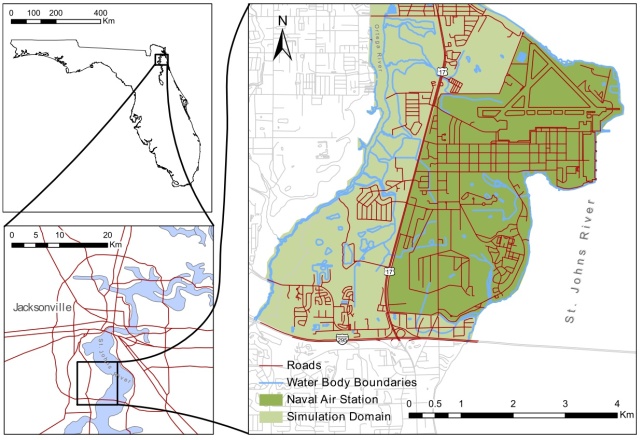 0 100 200 400
Km
0 5 10 20
Km
Jacksonville
St. Johns River
N
Ortega River
17
17
295
St. Johns River
Roads
Water Body Boundaries
Naval Air Station
Simulation Domain
0 0.5 1 2 3 4
Km